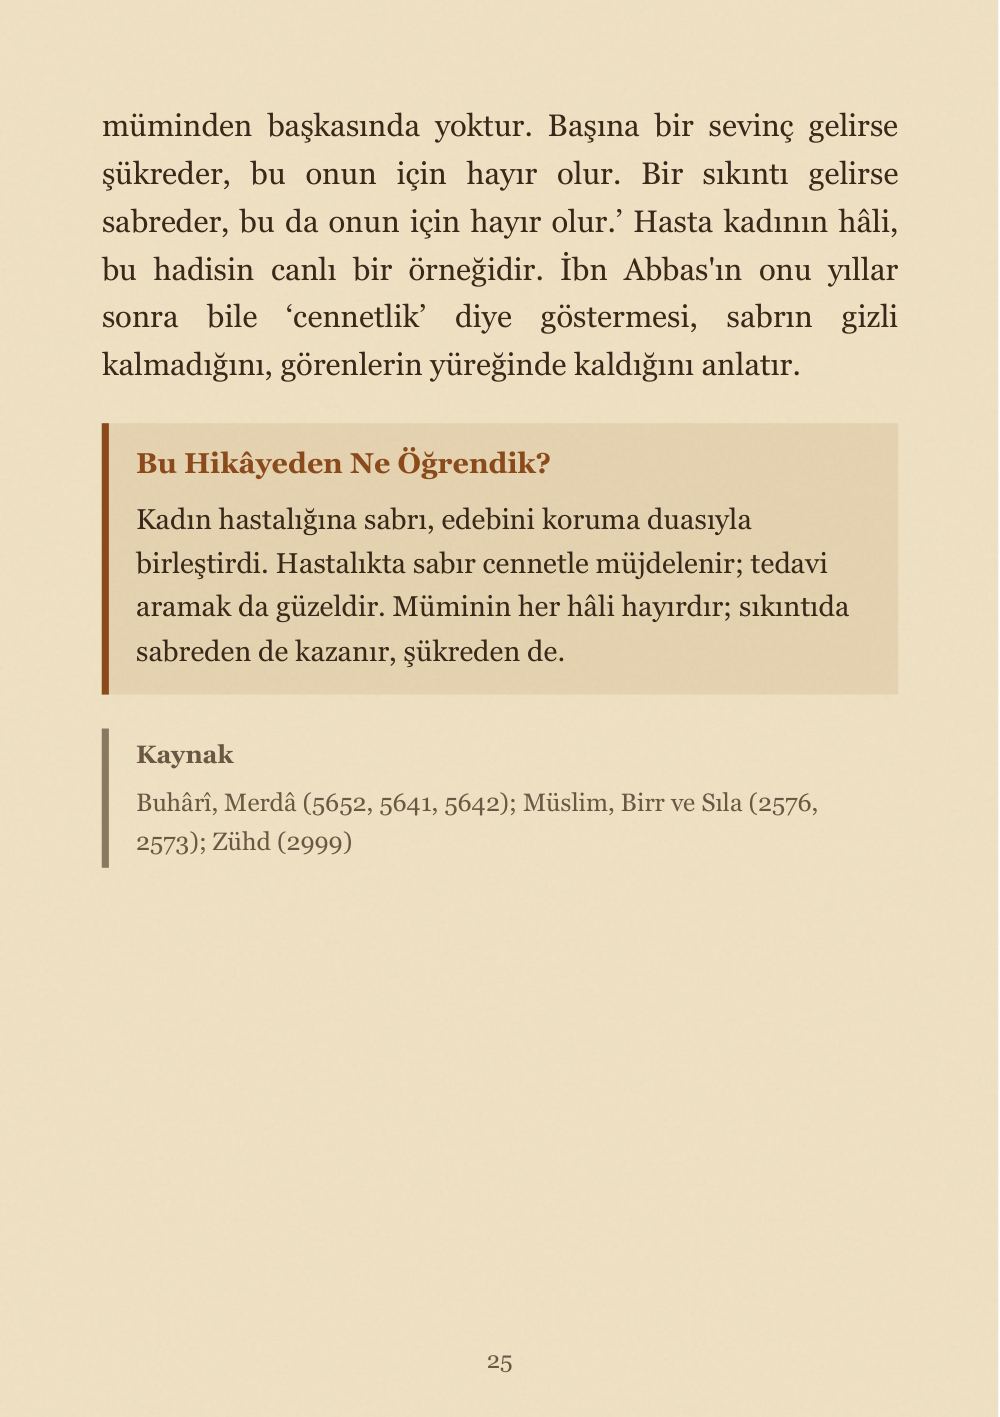 müminden başkasında yoktur. Başına bir sevinç gelirse
şükreder, bu onun için hayır olur. Bir sıkıntı gelirse
sabreder, bu da onun için hayır olur.’ Hasta kadının hâli,
bu hadisin canlı bir örneğidir. İbn Abbas'ın onu yıllar
sonra bile ‘cennetlik’ diye göstermesi, sabrın gizli
kalmadığını, görenlerin yüreğinde kaldığını anlatır.
Bu Hikâyeden Ne Öğrendik?
Kadın hastalığına sabrı, edebini koruma duasıyla
birleştirdi. Hastalıkta sabır cennetle müjdelenir; tedavi
aramak da güzeldir. Müminin her hâli hayırdır; sıkıntıda
sabreden de kazanır, şükreden de.
Kaynak
Buhârî, Merdâ (5652, 5641, 5642); Müslim, Birr ve Sıla (2576,
2573); Zühd (2999)
25